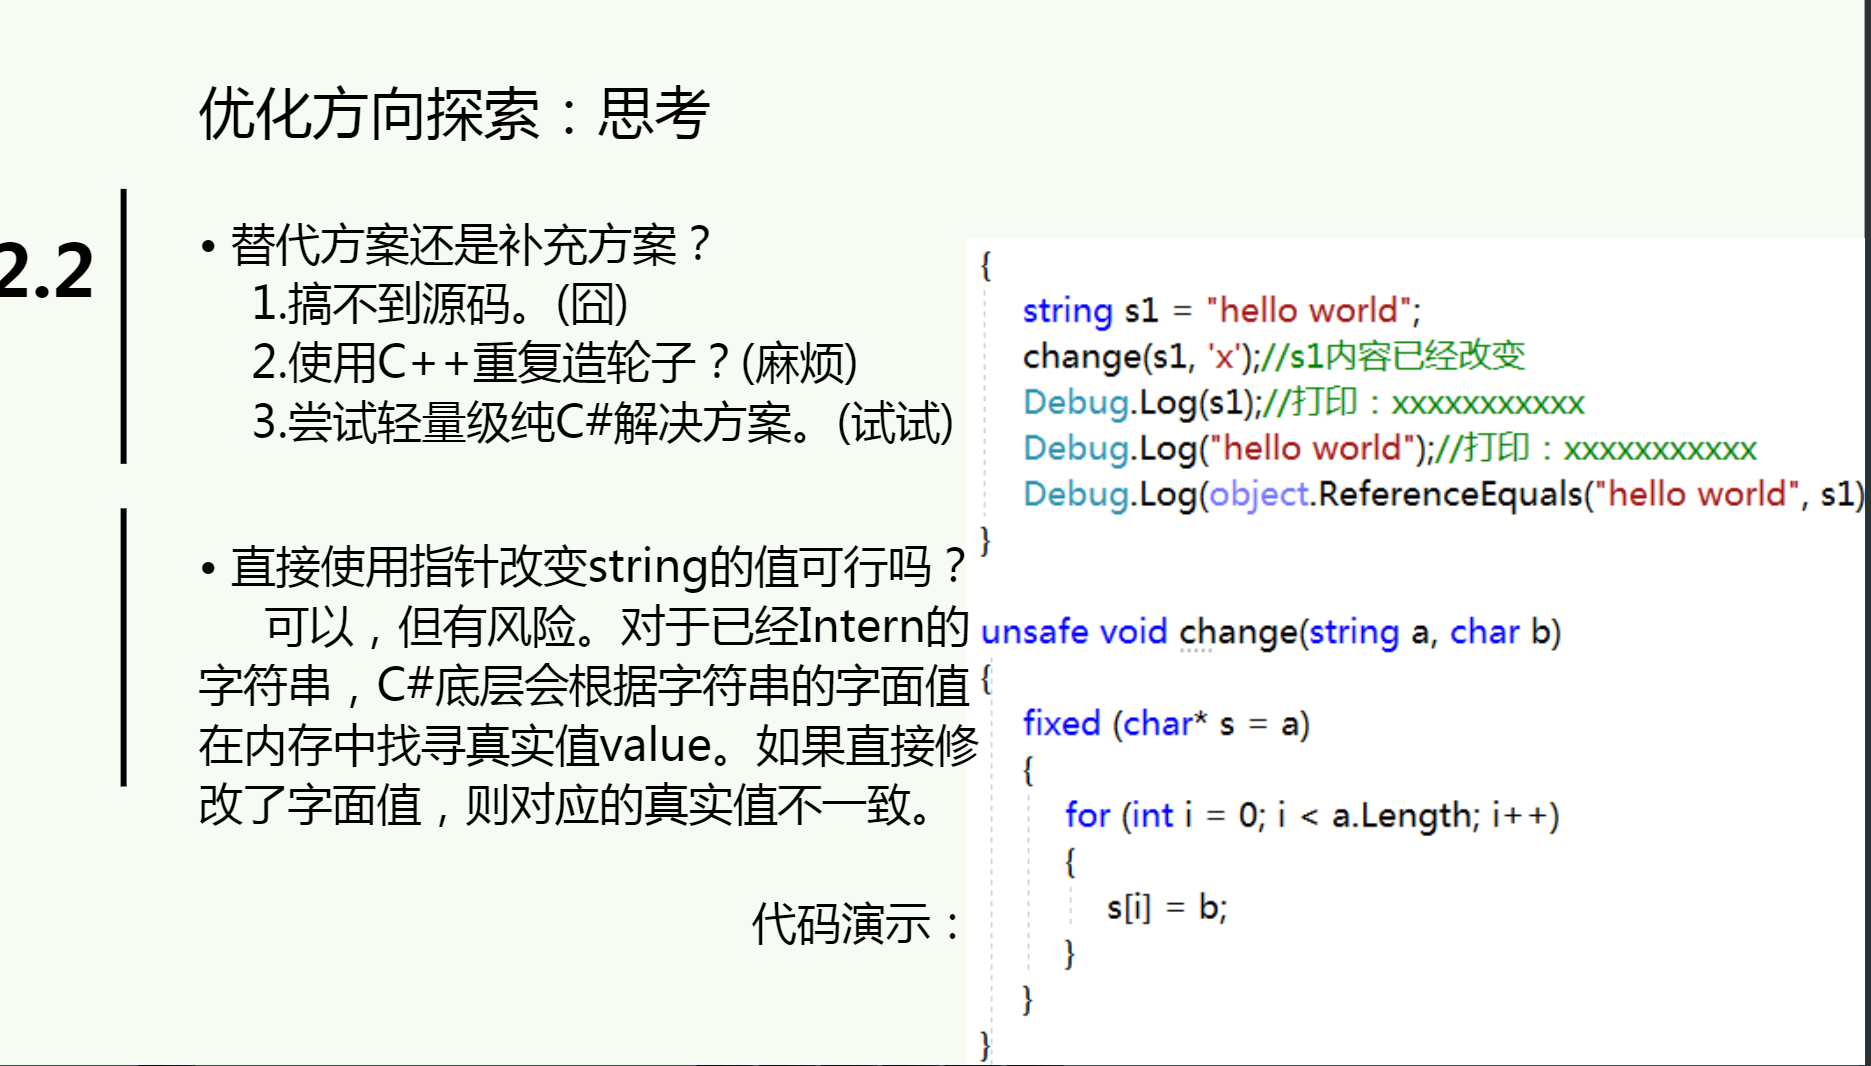 优化方向探索：思考
2.2
• 替代方案还是补充方案？
1.搞不到源码。(囧)
2.使用C++重复造轮子？(麻烦)
3.尝试轻量级纯C#解决方案。(试试)
• 直接使用指针改变string的值可行吗？
可以，但有风险。对于已经Intern的
字符串，C#底层会根据字符串的字面值
在内存中找寻真实值value。如果直接修
改了字面值，则对应的真实值不一致。
代码演示：
{
string s1 = "hello world";
change(s1, 'x');//s1内容已经改变
Debug.Log(s1);//打印：xxxxxxxxxxx
Debug.Log("hello world");//打印：xxxxxxxxxxx
Debug.Log(object.ReferenceEquals("hello world", s1)
}
unsafe void change(string a, char b)
{
fixed (char* s = a)
{
for (int i = 0; i < a.Length; i++)
{
s[i] = b;
}
}
}